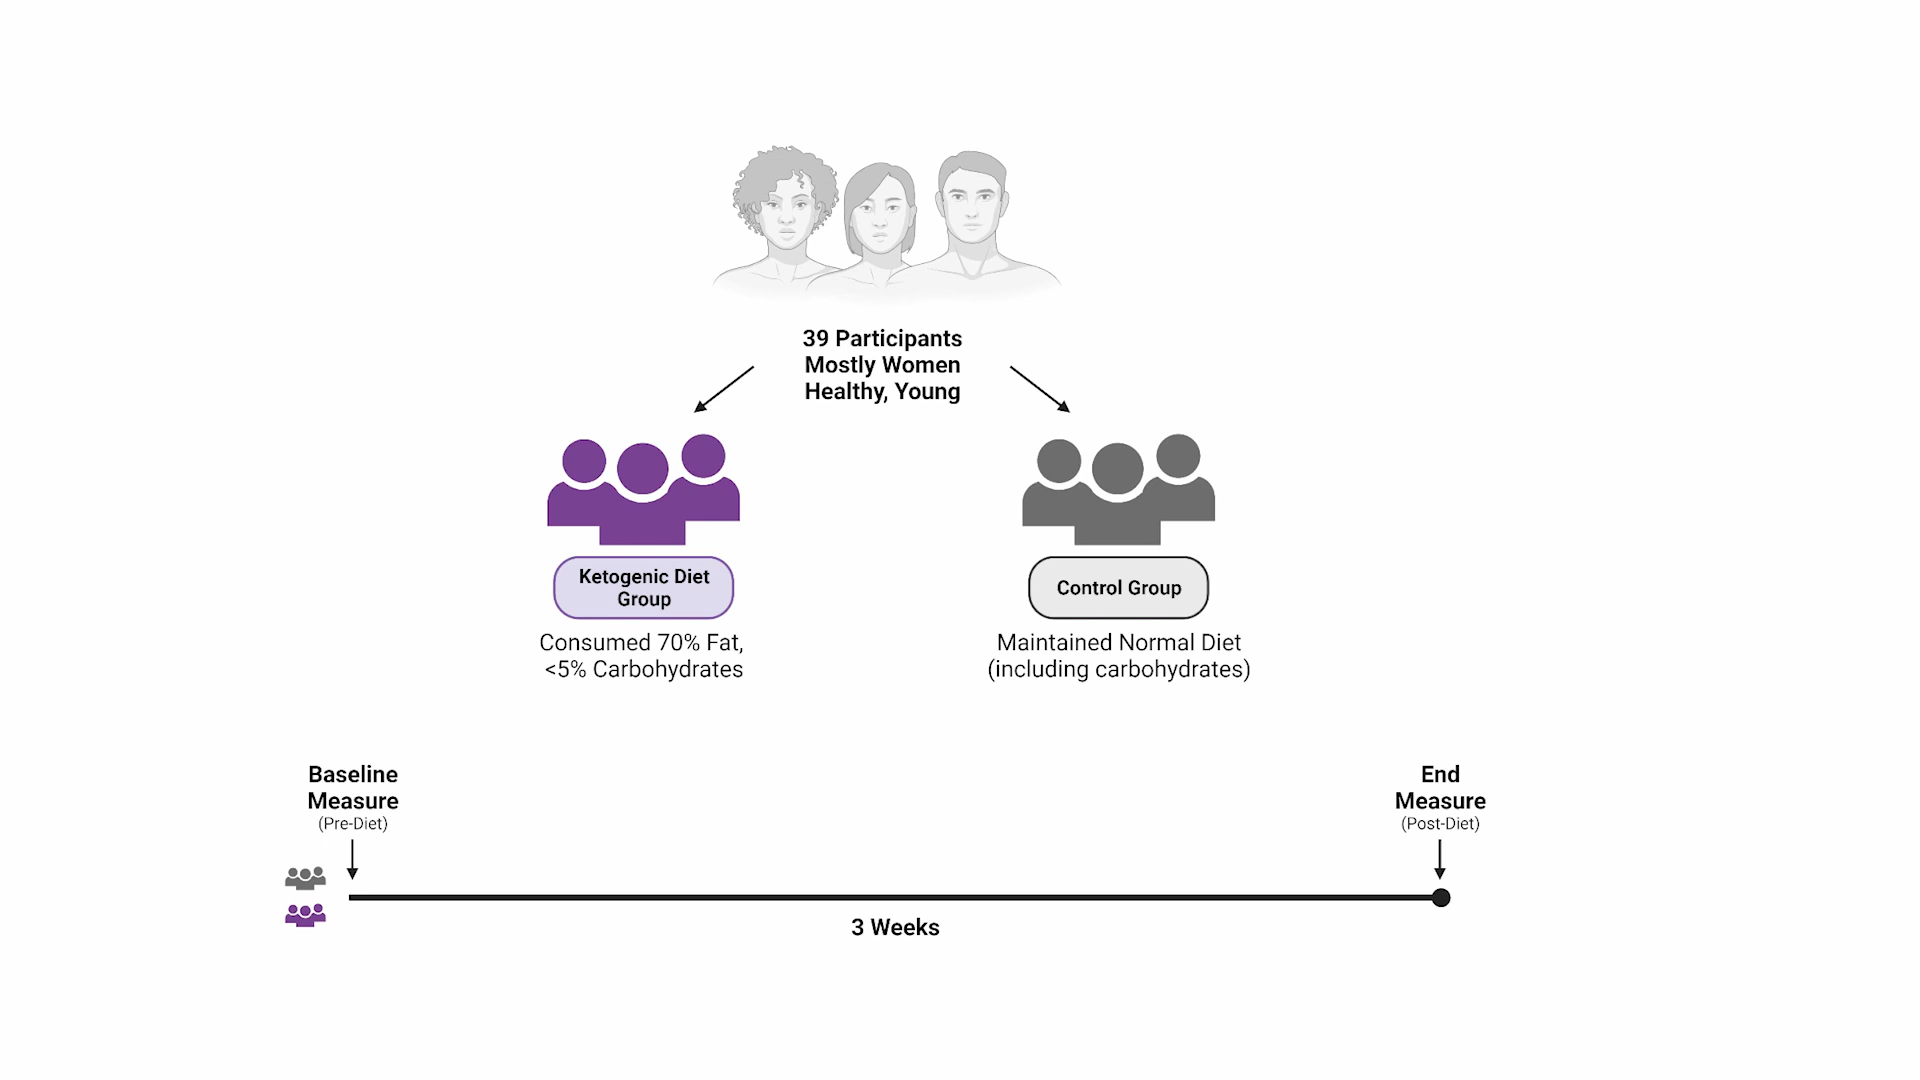 39 Participants
Mostly Women
Healthy, Young
Ketogenic Diet
Group
Consumed 70% Fat,
<5% Carbohydrates
Control Group
Maintained Normal Diet
(including carbohydrates)
Baseline
Measure
(Pre-Diet)
End
Measure
(Post-Diet)
3 Weeks